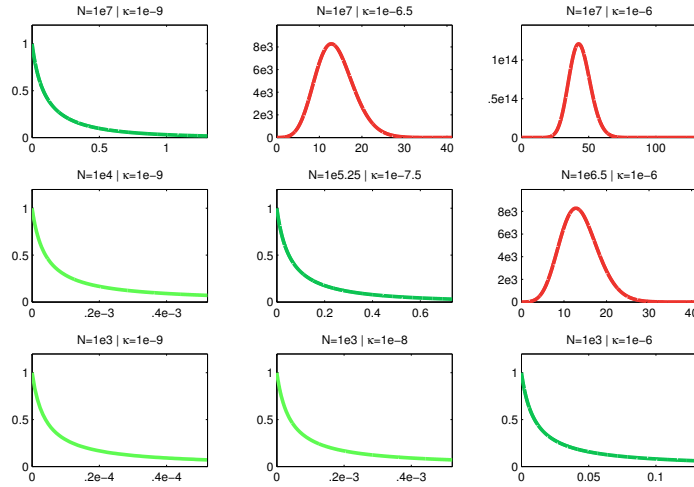 N=1e7 | κ=1e-9
N=1e7 | κ=1e-6.5
N=1e7 | κ=1e-6
1
0.5
0
0
0.5
1
8e3
6e3
4e3
2e3
0
0
10
20
30
40
1e14
.5e14
0
0
50
100
N=1e4 | κ=1e-9
N=1e5.25 | κ=1e-7.5
N=1e6.5 | κ=1e-6
1
0.5
0
0
.2e-3
.4e-3
1
0.5
0
0
0.2
0.4
0.6
8e3
6e3
4e3
2e3
0
0
10
20
30
40
N=1e3 | κ=1e-9
N=1e3 | κ=1e-8
N=1e3 | κ=1e-6
1
0.5
0
0
.2e-4
.4e-4
1
0.5
0
0
.2e-3
.4e-3
1
0.5
0
0
0.05
0.1